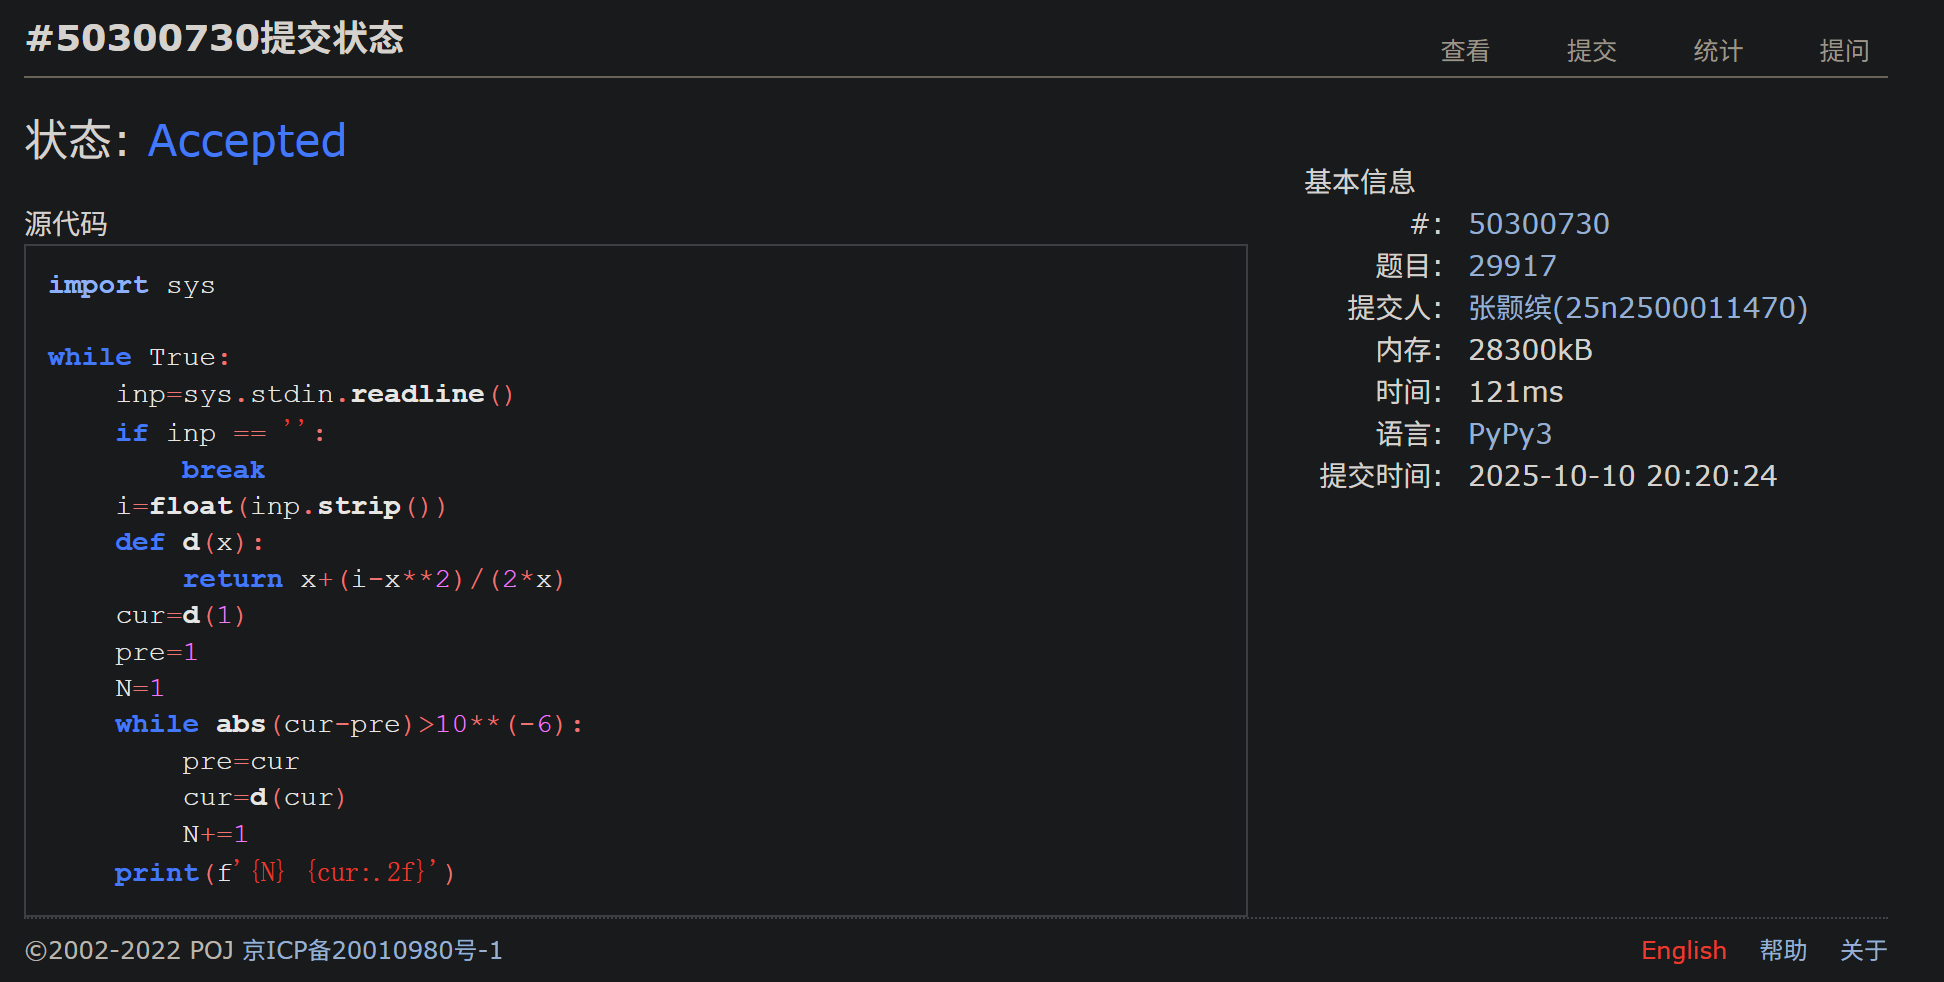 #50300730提交状态
查看 提交 统计 提问
状态: Accepted
源代码
import sys
while True:
    inp=sys.stdin.readline()
    if inp == '':
        break
    i=float(inp.strip())
    def d(x):
        return x+(i-x**2)/(2*x)
    cur=d(1)
    pre=1
    N=1
    while abs(cur-pre)>10**(-6):
        pre=cur
        cur=d(cur)
        N+=1
    print(f'{N} {cur:.2f}')
基本信息
#: 50300730
题目: 29917
提交人: 张颢缤(25n2500011470)
内存: 28300kB
时间: 121ms
语言: PyPy3
提交时间: 2025-10-10 20:20:24
©2002-2022 POJ 京ICP备20010980号-1
English 帮助 关于